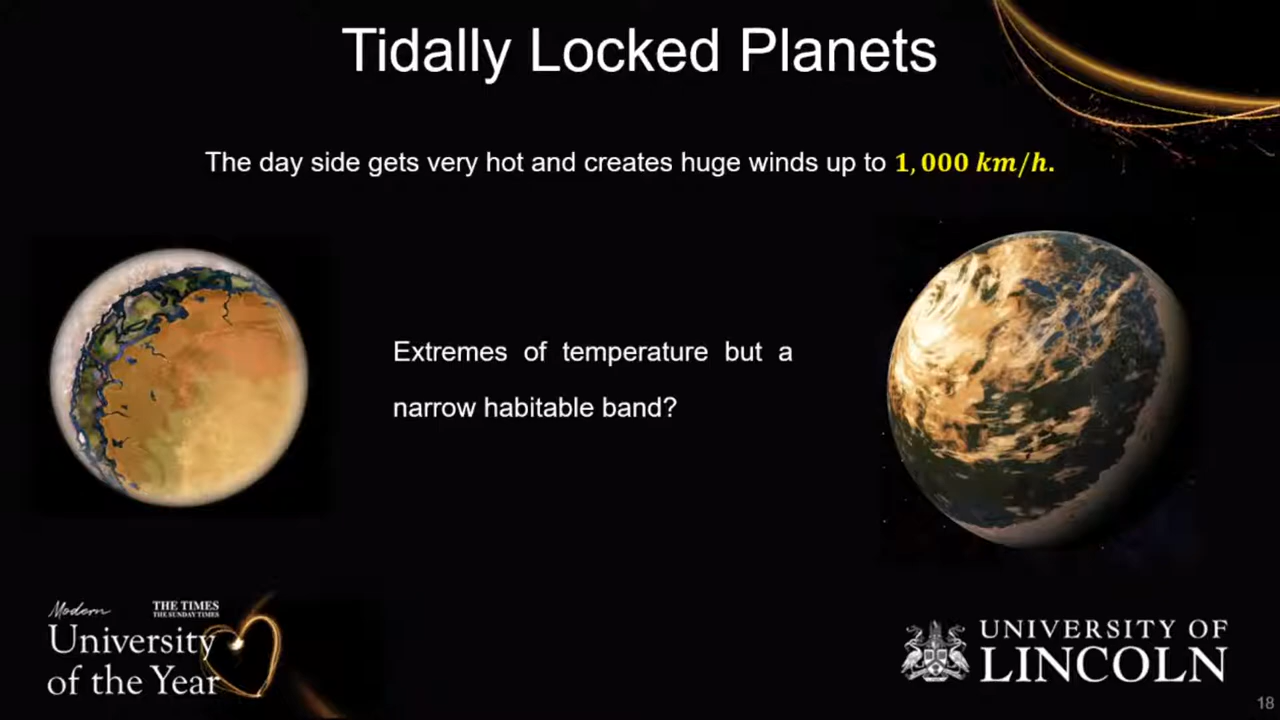 Tidally Locked Planets
The day side gets very hot and creates huge winds up to 1,000 km/h.
Extremes of temperature but a
narrow habitable band?
Modern
THE TIMES
THE SUNDAY TIMES
University
of the Year
UNIVERSITY OF
LINCOLN
18